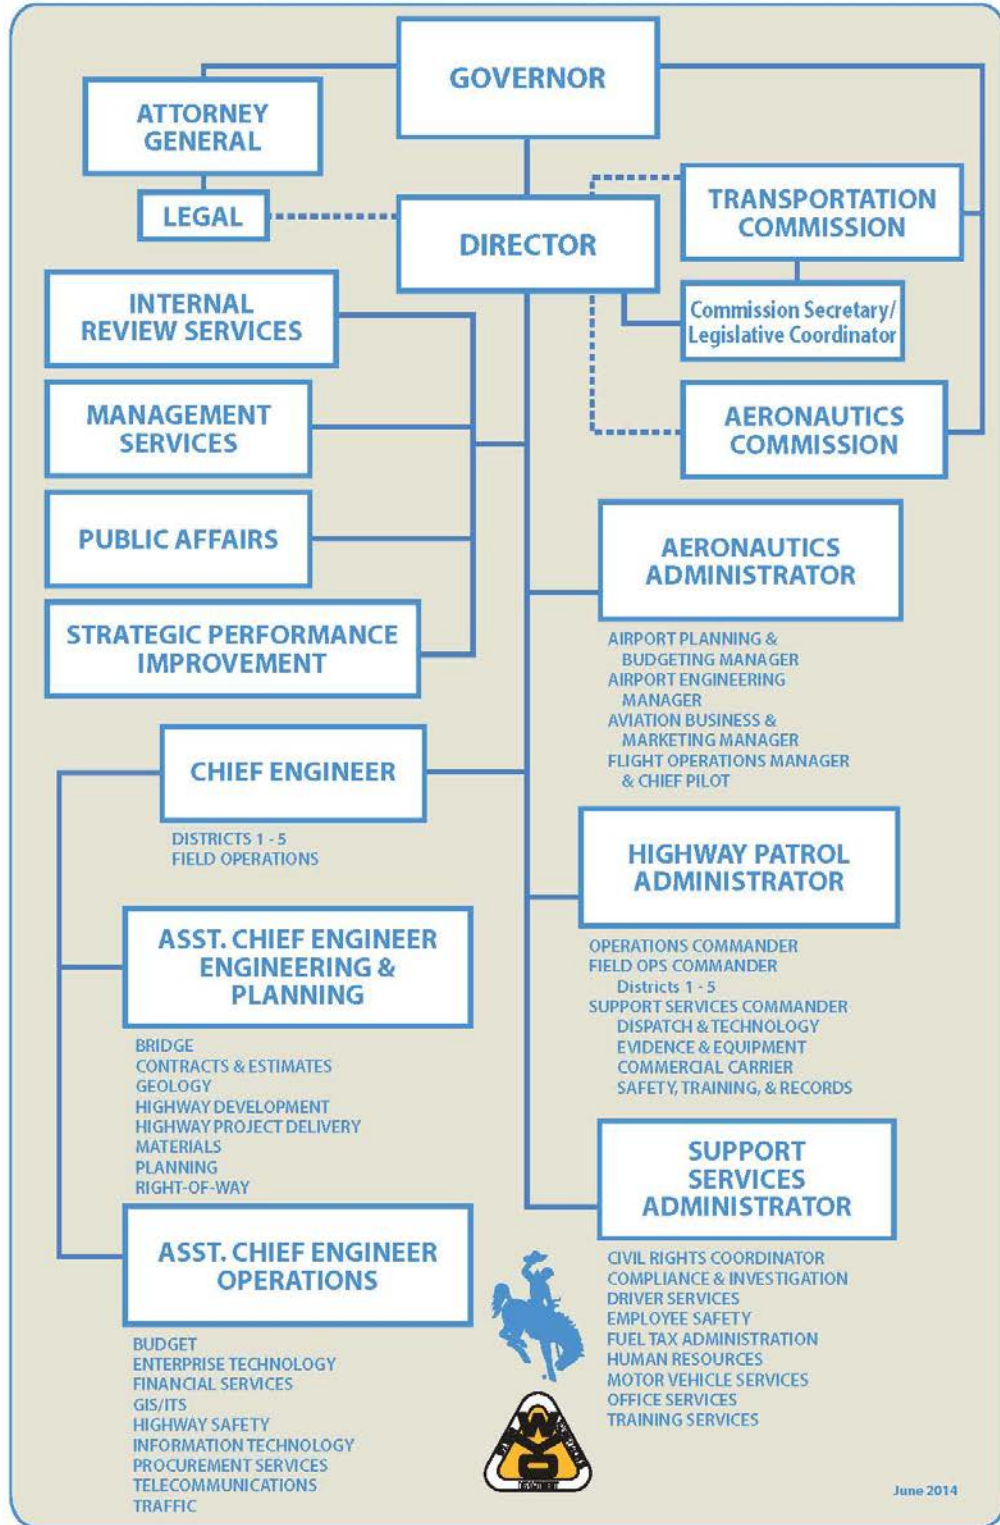 GOVERNOR
ATTORNEY
GENERAL
LEGAL
DIRECTOR
TRANSPORTATION
COMMISSION
Commission Secretary/
Legislative Coordinator
AERONAUTICS
COMMISSION
INTERNAL
REVIEW SERVICES
MANAGEMENT
SERVICES
PUBLIC AFFAIRS
STRATEGIC PERFORMANCE
IMPROVEMENT
AERONAUTICS
ADMINISTRATOR
AIRPORT PLANNING &
BUDGETING MANAGER
AIRPORT ENGINEERING
MANAGER
AVIATION BUSINESS &
MARKETING MANAGER
FLIGHT OPERATIONS MANAGER
& CHIEF PILOT
CHIEF ENGINEER
DISTRICTS 1 - 5
FIELD OPERATIONS
HIGHWAY PATROL
ADMINISTRATOR
OPERATIONS COMMANDER
FIELD OPS COMMANDER
Districts 1 - 5
SUPPORT SERVICES COMMANDER
DISPATCH & TECHNOLOGY
EVIDENCE & EQUIPMENT
COMMERCIAL CARRIER
SAFETY, TRAINING, & RECORDS
ASST. CHIEF ENGINEER
ENGINEERING &
PLANNING
BRIDGE
CONTRACTS & ESTIMATES
GEOLOGY
HIGHWAY DEVELOPMENT
HIGHWAY PROJECT DELIVERY
MATERIALS
PLANNING
RIGHT-OF-WAY
SUPPORT
SERVICES
ADMINISTRATOR
CIVIL RIGHTS COORDINATOR
COMPLIANCE & INVESTIGATION
DRIVER SERVICES
EMPLOYEE SAFETY
FUEL TAX ADMINISTRATION
HUMAN RESOURCES
MOTOR VEHICLE SERVICES
OFFICE SERVICES
TRAINING SERVICES
ASST. CHIEF ENGINEER
OPERATIONS
BUDGET
ENTERPRISE TECHNOLOGY
FINANCIAL SERVICES
GIS/ITS
HIGHWAY SAFETY
INFORMATION TECHNOLOGY
PROCUREMENT SERVICES
TELECOMMUNICATIONS
TRAFFIC
WYO
June 2014